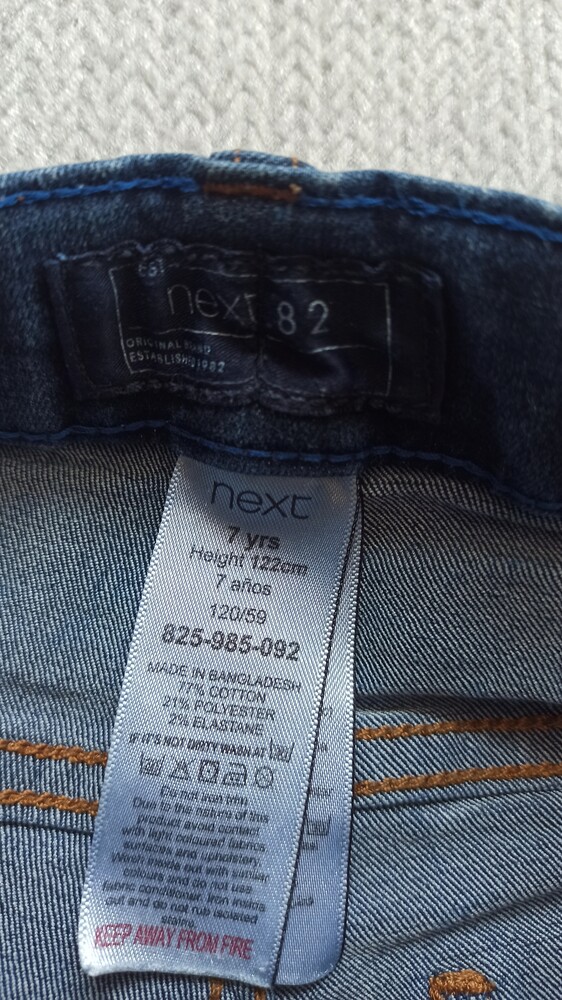 EST
next 82
ORIGINAL BRAND
ESTABLISHED 1982
next
7 yrs
Height 122cm
7 años
120/59
825-985-092
MADE IN BANGLADESH
77% COTTON
21% POLYESTER
2% ELASTANE
IF IT'S NOT DIRTY WASH AT
Do not iron trim
Due to the nature of this
product avoid contact
with light coloured fabrics
surfaces and upholstery.
Wash inside out with similar
colours and do not use
fabric conditioner. Iron inside
out and do not rub isolated
stains.
KEEP AWAY FROM FIRE